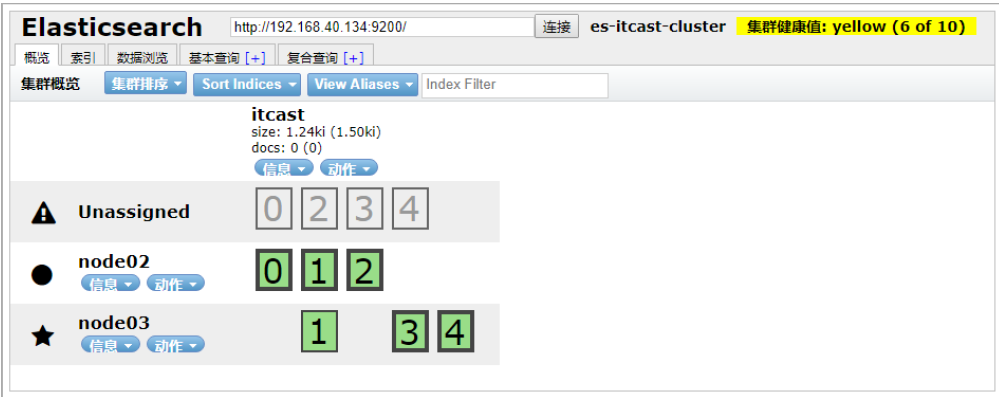 Elasticsearch http://192.168.40.134:9200/ 连接 es-itcast-cluster 集群健康值: yellow (6 of 10)
概览 索引 数据浏览 基本查询 [+] 复合查询 [+]
集群概览 集群排序 Sort Indices View Aliases Index Filter
itcast
size: 1.24ki (1.50ki)
docs: 0 (0)
信息 动作
Unassigned 0 2 3 4
node02 0 1 2
信息 动作
node03 1 3 4
信息 动作